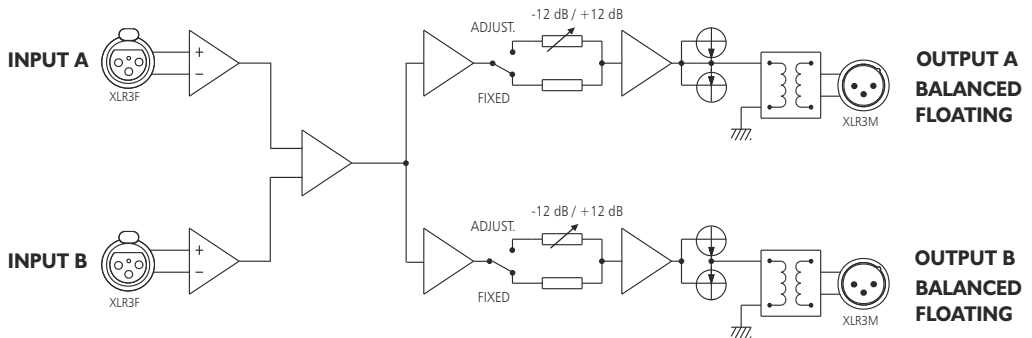 INPUT A
+
−
XLR3F
ADJUST.
-12 dB / +12 dB
FIXED
XLR3M
OUTPUT A
BALANCED
FLOATING
INPUT B
+
−
XLR3F
ADJUST.
-12 dB / +12 dB
FIXED
XLR3M
OUTPUT B
BALANCED
FLOATING